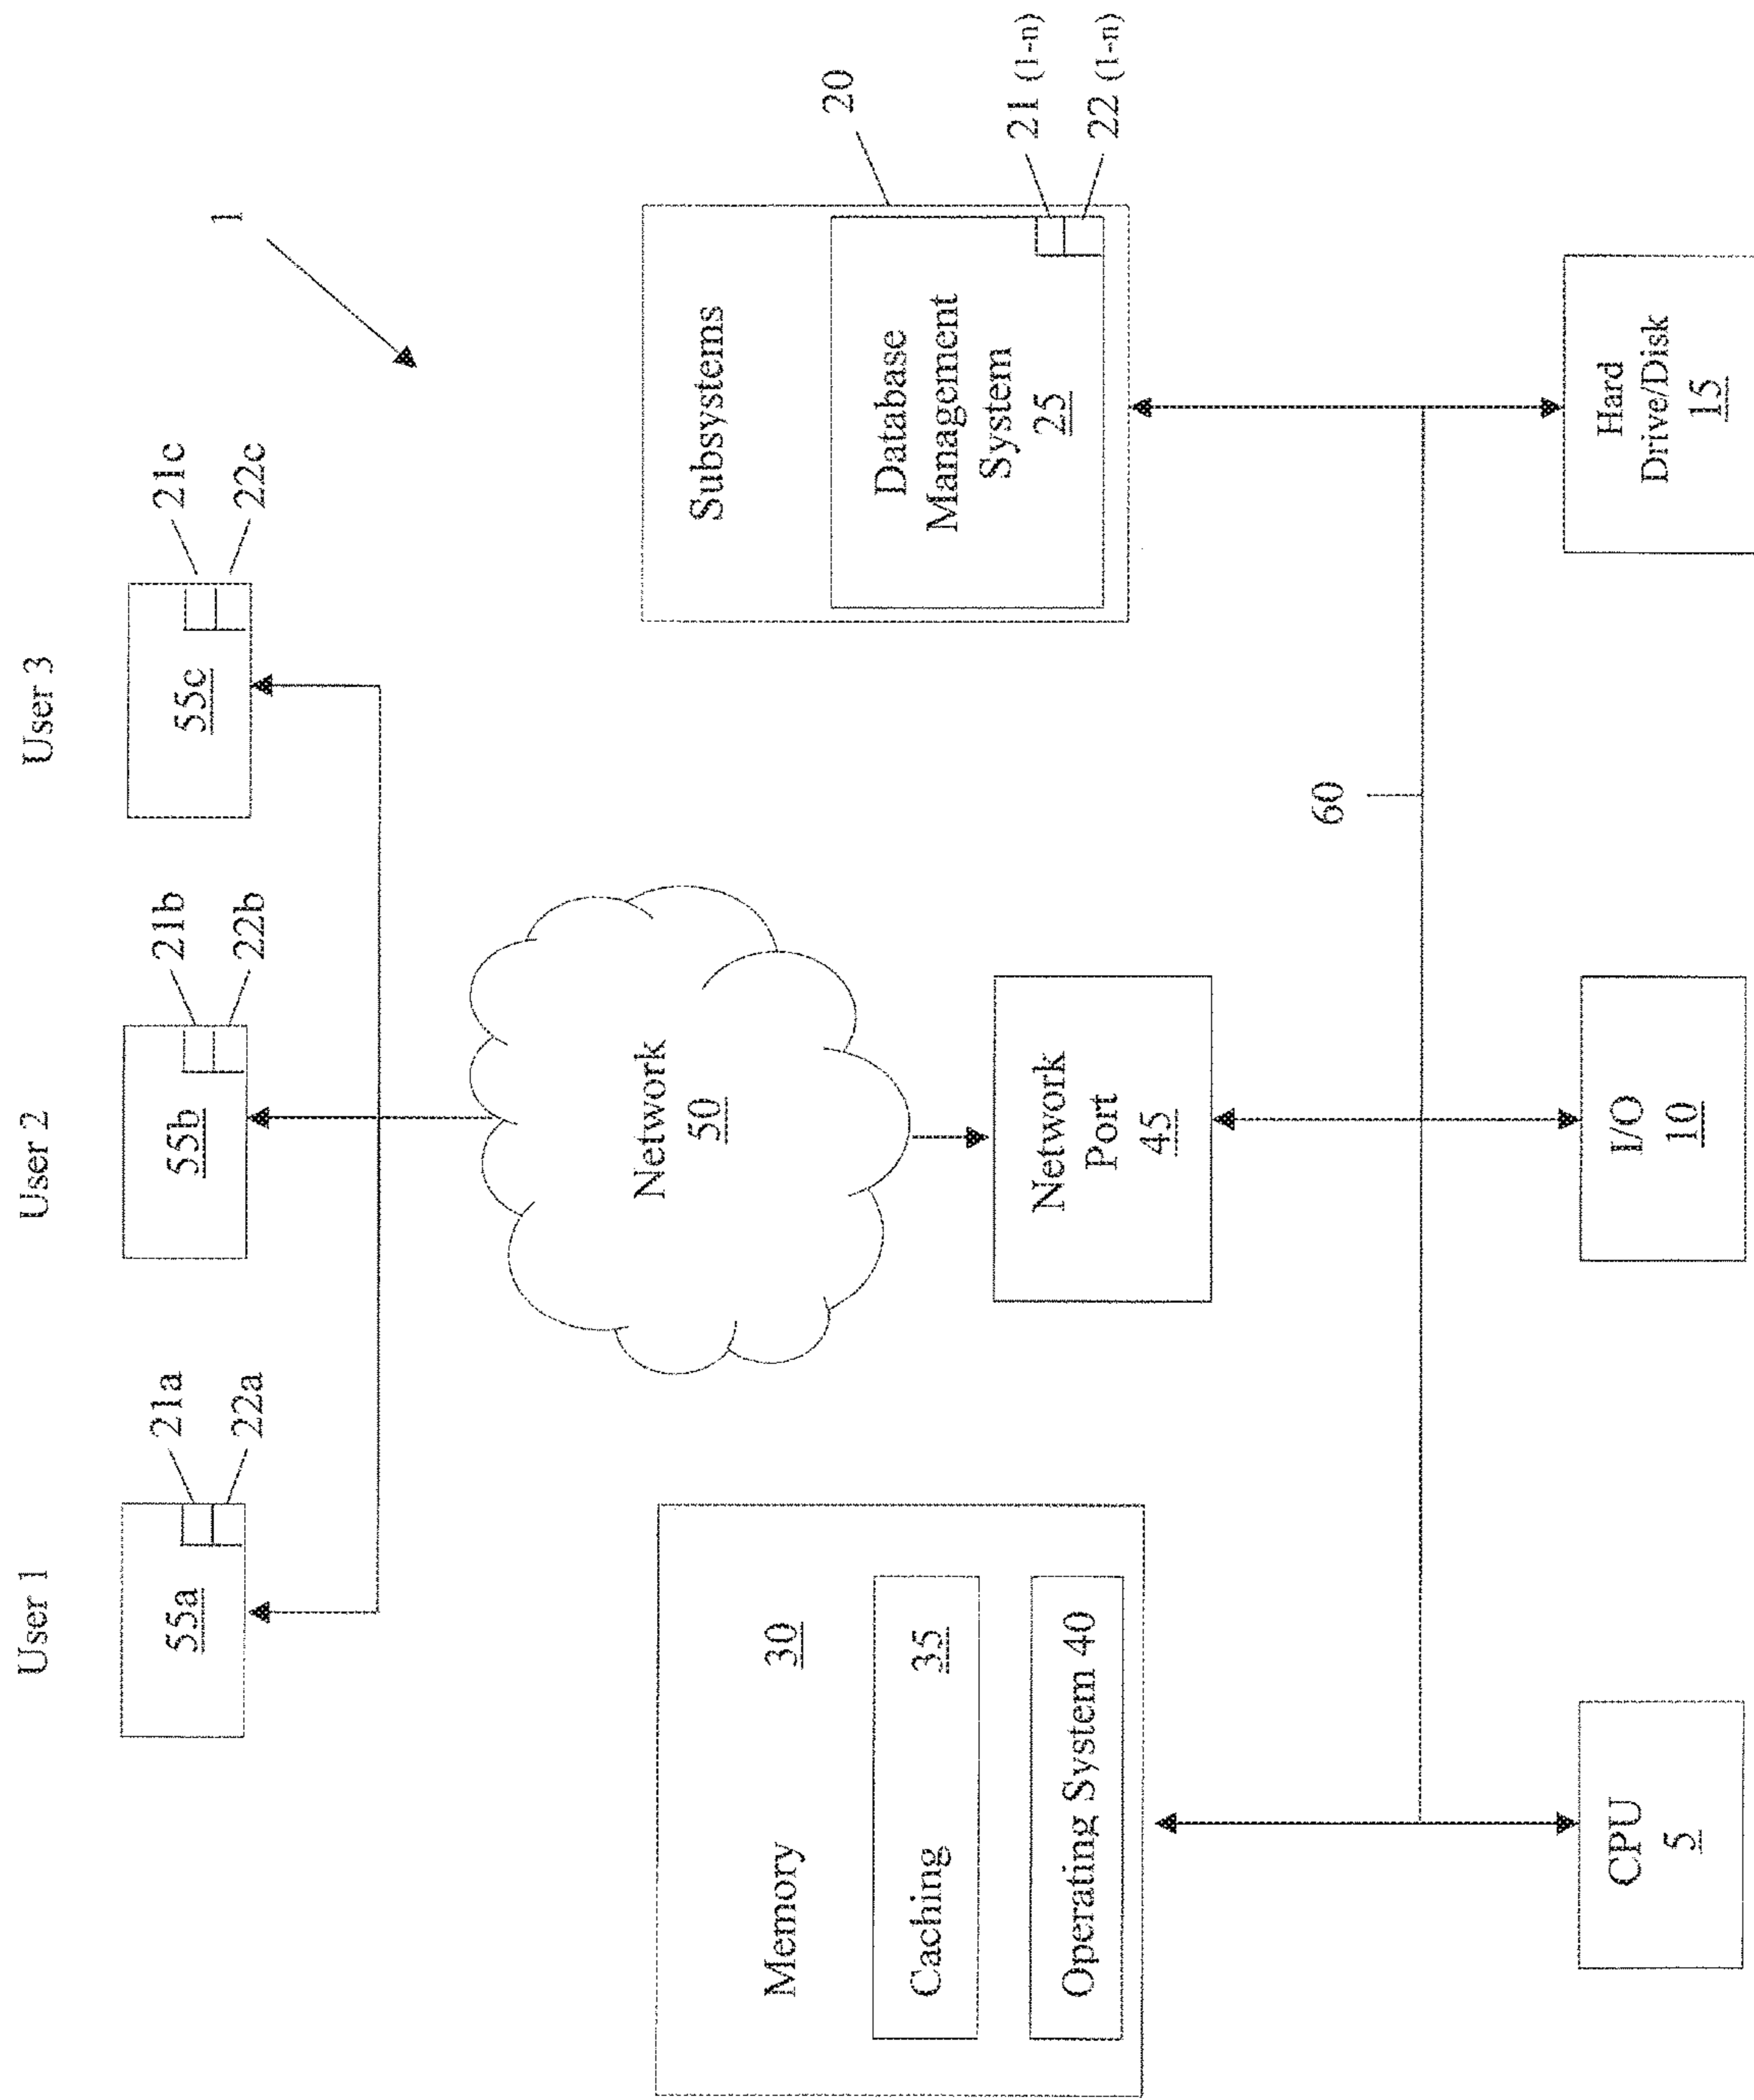 User 1
User 2
User 3
55a
21a
22a
55b
21b
22b
55c
21c
22c
1
Network
50
Memory
30
Caching
35
Operating System 40
Network
Port
45
Subsystems
Database
Management
System
25
20
21 (1-n)
22 (1-n)
60
CPU
5
I/O
10
Hard
Drive/Disk
15